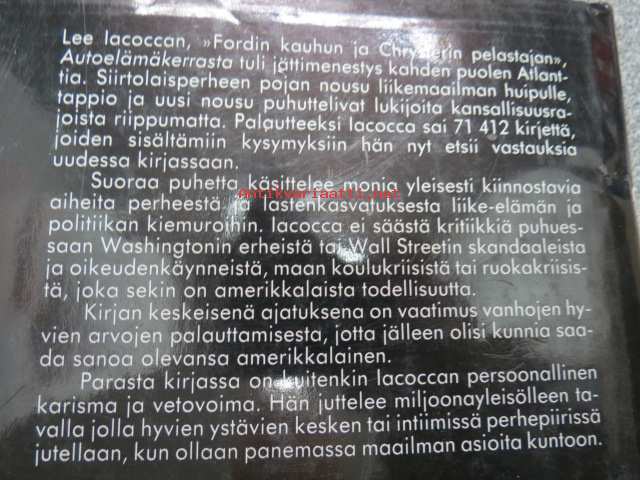 Lee Iacoccan, »Fordin kauhun ja Chryslerin pelastajan»,
Autoelämäkerrasta tuli jättimenestys kahden puolen Atlant-
tia. Siirtolaisperheen pojan nousu liikemaailman huipulle,
tappio ja uusi nousu puhuttelivat lukijoita kansallisuusra-
joista riippumatta. Palautteeksi Iacocca sai 71 412 kirjettä,
joiden sisältämiin kysymyksiin hän nyt etsii vastauksia
uudessa kirjassaan.
Suoraa puhetta käsittelee monia yleisesti kiinnostavia
antikvariaatti.net
aiheita perheestä ja lastenkasvatuksesta liike-elämän ja
politiikan kiemuroihin. Iacocca ei säästä kritiikkiä puhues-
saan Washingtonin erheistä tai Wall Streetin skandaaleista
ja oikeudenkäynneistä, maan koulukriisistä tai ruokakriisis-
tä, joka sekin on amerikkalaista todellisuutta.
Kirjan keskeisenä ajatuksena on vaatimus vanhojen hy-
vien arvojen palauttamisesta, jotta jälleen olisi kunnia saa-
da sanoa olevansa amerikkalainen.
Parasta kirjassa on kuitenkin Iacoccan persoonallinen
karisma ja vetovoima. Hän juttelee miljoonayleisölleen ta-
valla jolla hyvien ystävien kesken tai intiimissä perhepiirissä
jutellaan, kun ollaan panemassa maailman asioita kuntoon.